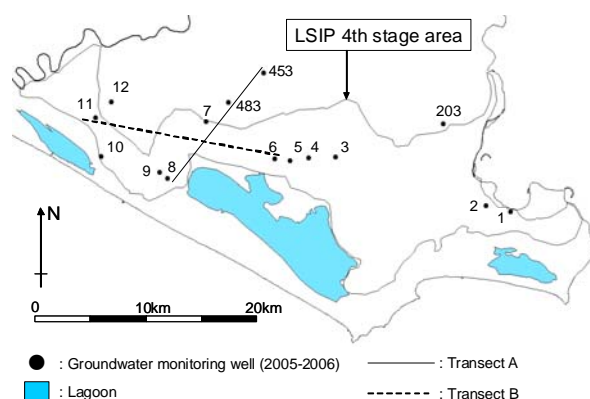 LSIP 4th stage area
453
12
483
11
7
203
6 5 4 3
10
9 8
2
1
N
0 10km 20km
: Groundwater monitoring well (2005-2006)
: Transect A
: Lagoon
: Transect B